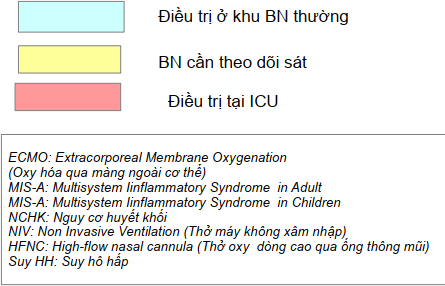 Điều trị ở khu BN thường
BN cần theo dõi sát
Điều trị tại ICU
ECMO: Extracorporeal Membrane Oxygenation
(Oxy hóa qua màng ngoài cơ thể)
MIS-A: Multisystem Iinflammatory Syndrome in Adult
MIS-A: Multisystem Iinflammatory Syndrome in Children
NCHK: Nguy cơ huyết khối
NIV: Non Invasive Ventilation (Thở máy không xâm nhập)
HFNC: High-flow nasal cannula (Thở oxy dòng cao qua ống thông mũi)
Suy HH: Suy hô hấp